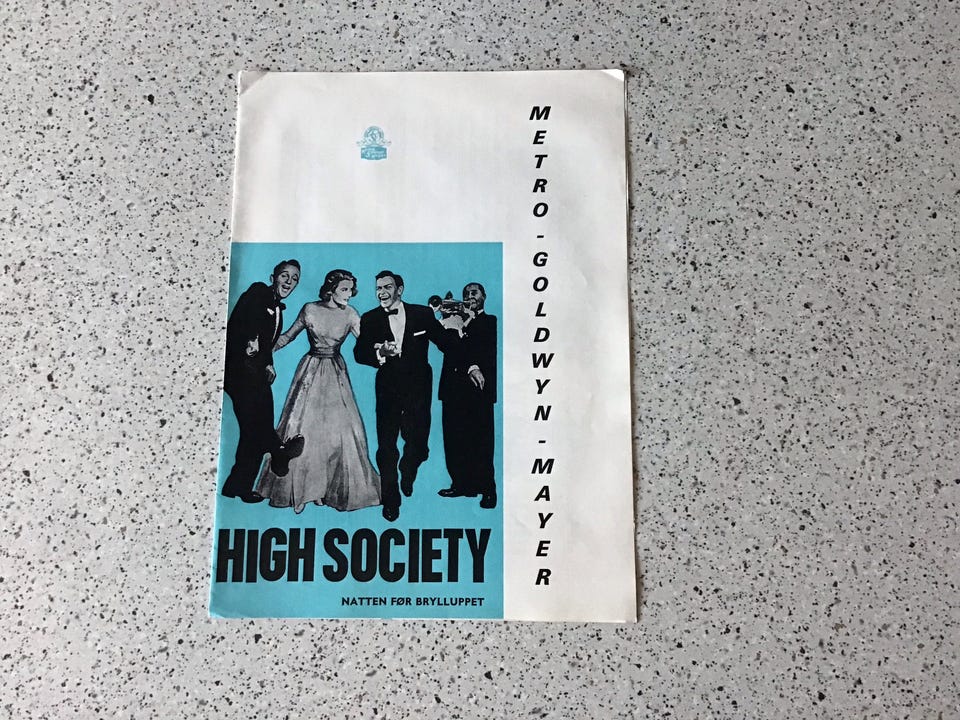 METRO-GOLDWYN-MAYER
HIGH SOCIETY
NATTEN FØR BRYLLUPPET